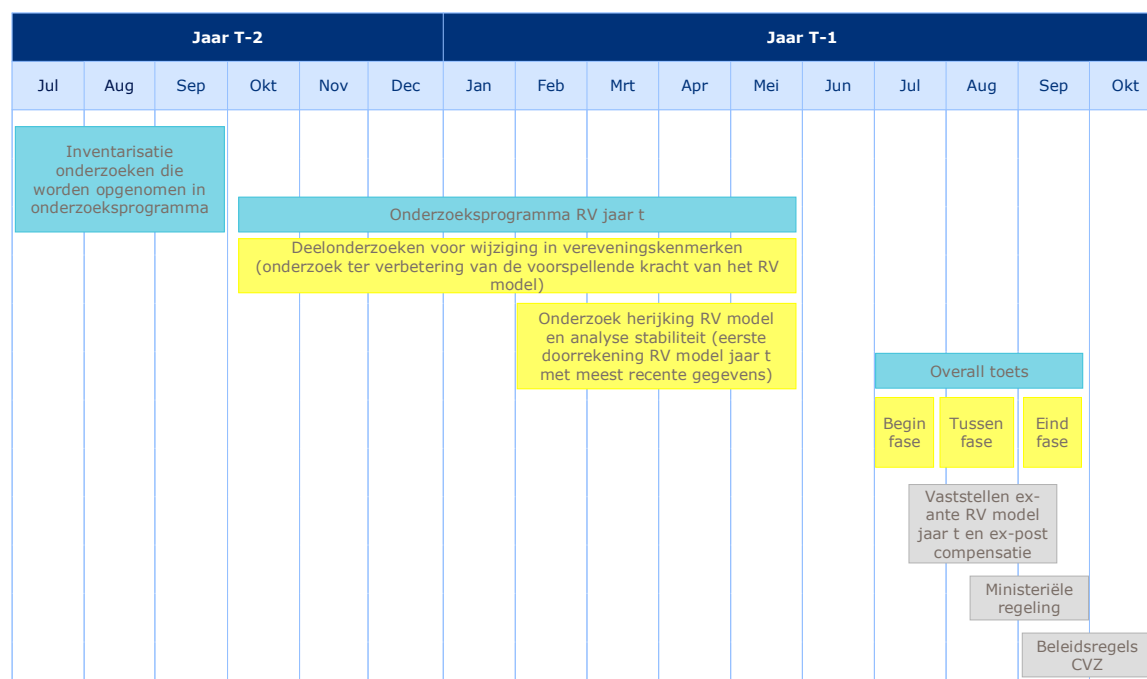 Jaar T-2
Jaar T-1
Jul Aug Sep Okt Nov Dec Jan Feb Mrt Apr Mei Jun Jul Aug Sep Okt
Inventarisatie
onderzoeken die
worden opgenomen in
onderzoeksprogramma
Onderzoeksprogramma RV jaar t
Deelonderzoeken voor wijziging in vereveningskenmerken
(onderzoek ter verbetering van de voorspellende kracht van het RV
model)
Onderzoek herijking RV model
en analyse stabiliteit (eerste
doorrekening RV model jaar t
met meest recente gegevens)
Overall toets
Begin
fase
Tussen
fase
Eind
fase
Vaststellen ex-
ante RV model
jaar t en ex-post
compensatie
Ministeriële
regeling
Beleidsregels
CVZ